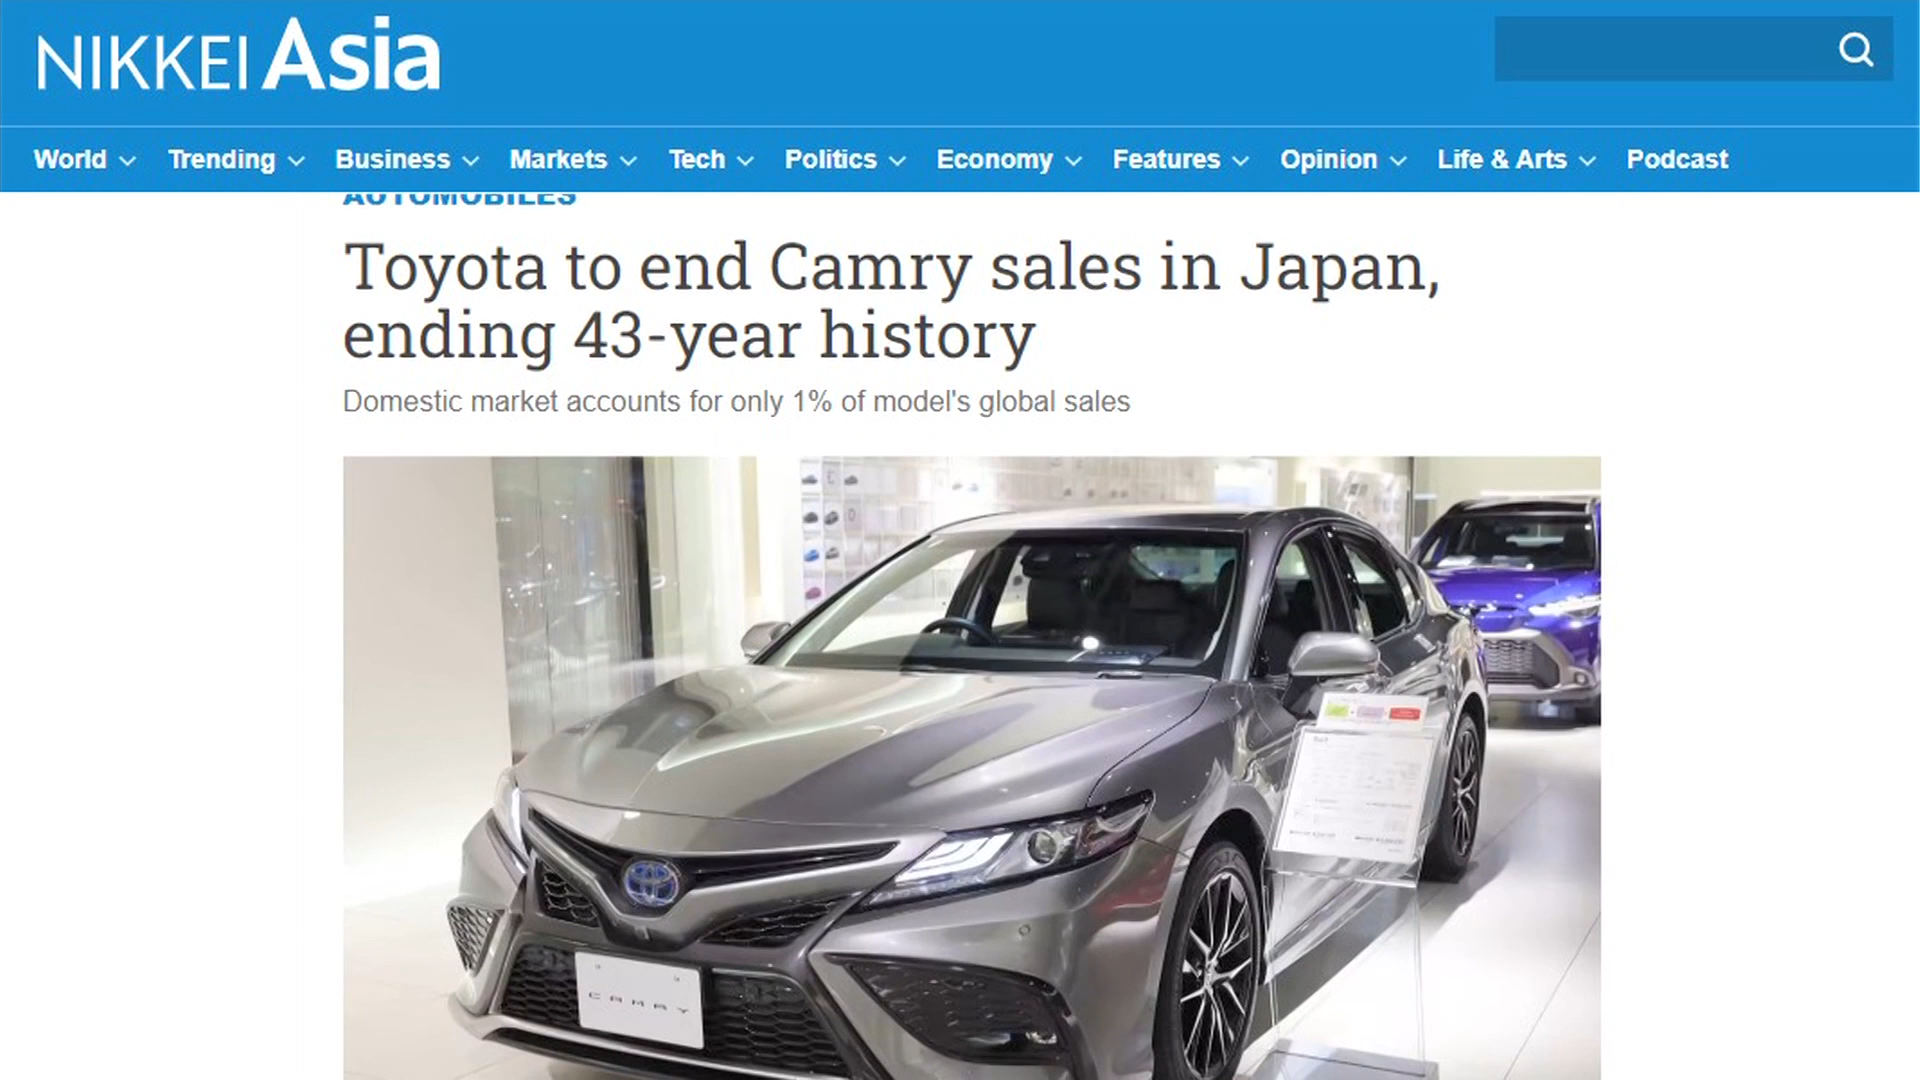 NIKKEI Asia
World Trending Business Markets Tech Politics Economy Features Opinion Life & Arts Podcast
AUTOMOBILES
Toyota to end Camry sales in Japan,
ending 43-year history
Domestic market accounts for only 1% of model's global sales
CAMRY